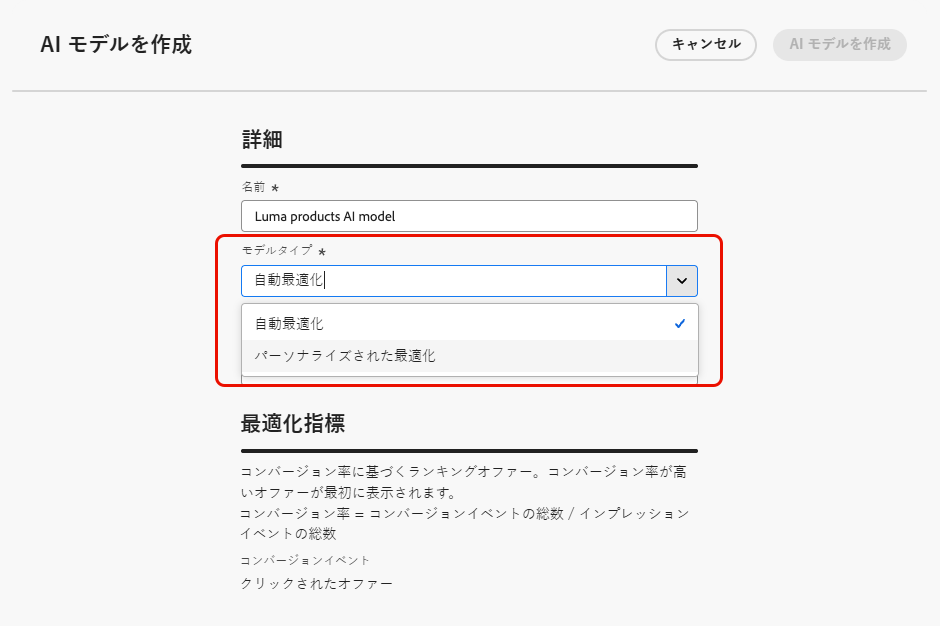 AI モデルを作成
キャンセル
AI モデルを作成
詳細
名前 *
Luma products AI model
モデルタイプ *
自動最適化
自動最適化
パーソナライズされた最適化
最適化指標
コンバージョン率に基づくランキングオファー。コンバージョン率が高
いオファーが最初に表示されます。
コンバージョン率 = コンバージョンイベントの総数 / インプレッション
イベントの総数
コンバージョンイベント
クリックされたオファー